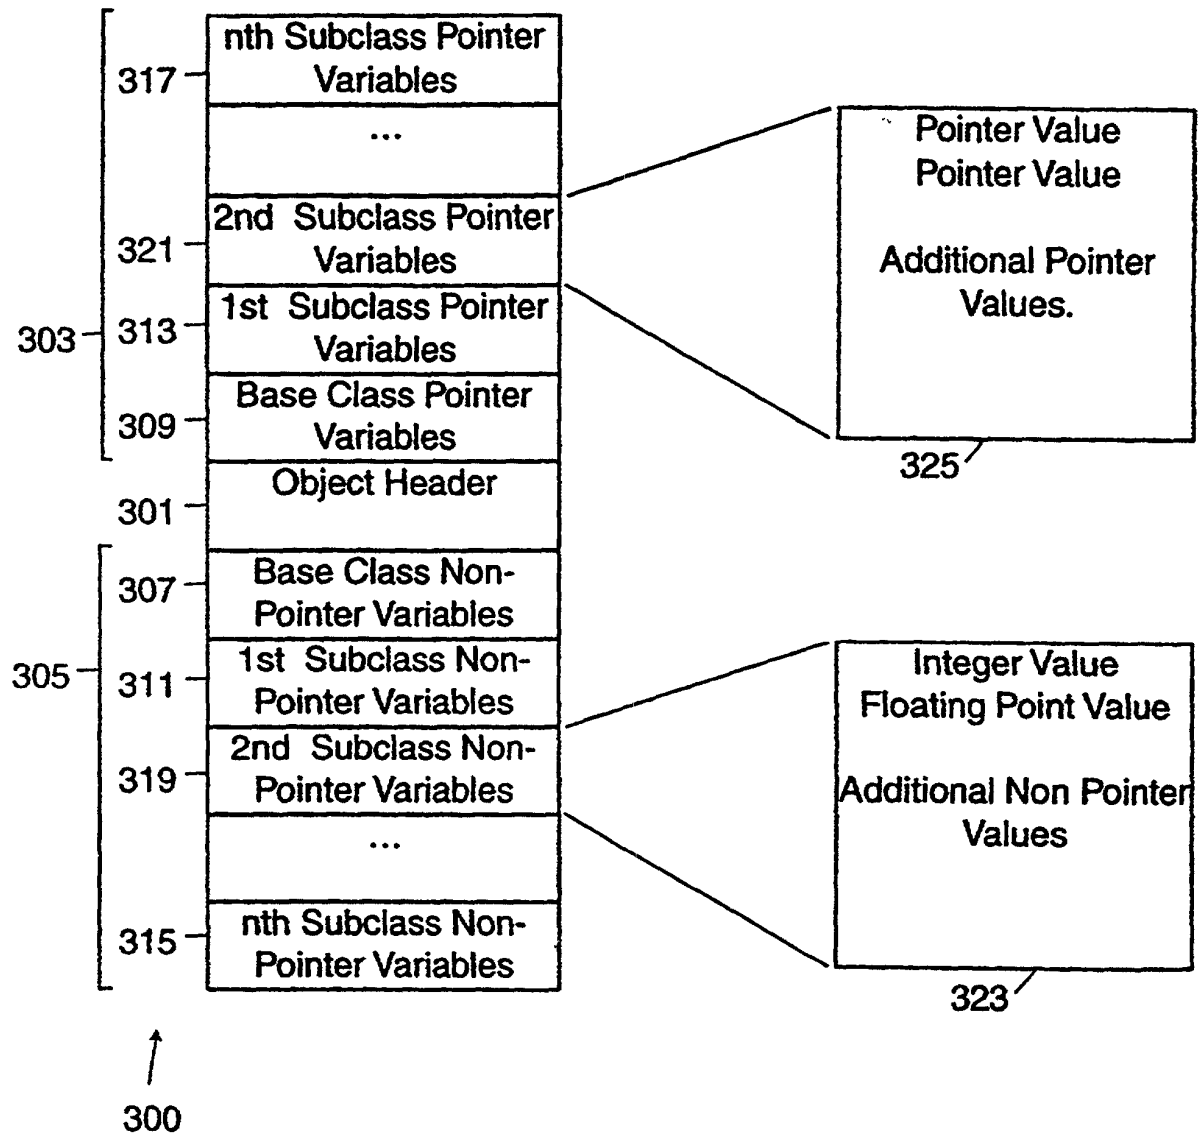 nth Subclass Pointer
Variables
317
...
2nd Subclass Pointer
Variables
321
1st Subclass Pointer
Variables
313
303
Base Class Pointer
Variables
309
Object Header
301
Base Class Non-
Pointer Variables
307
1st Subclass Non-
Pointer Variables
311
305
2nd Subclass Non-
Pointer Variables
319
...
nth Subclass Non-
Pointer Variables
315
300
Pointer Value
Pointer Value
Additional Pointer
Values.
325
Integer Value
Floating Point Value
Additional Non Pointer
Values
323